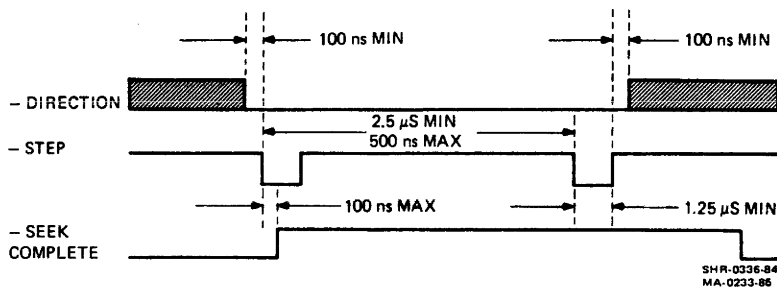 100 ns MIN
100 ns MIN
– DIRECTION
2.5 µS MIN
500 ns MAX
– STEP
100 ns MAX
1.25 µS MIN
– SEEK
COMPLETE
SHR-0336-84
MA-0233-86